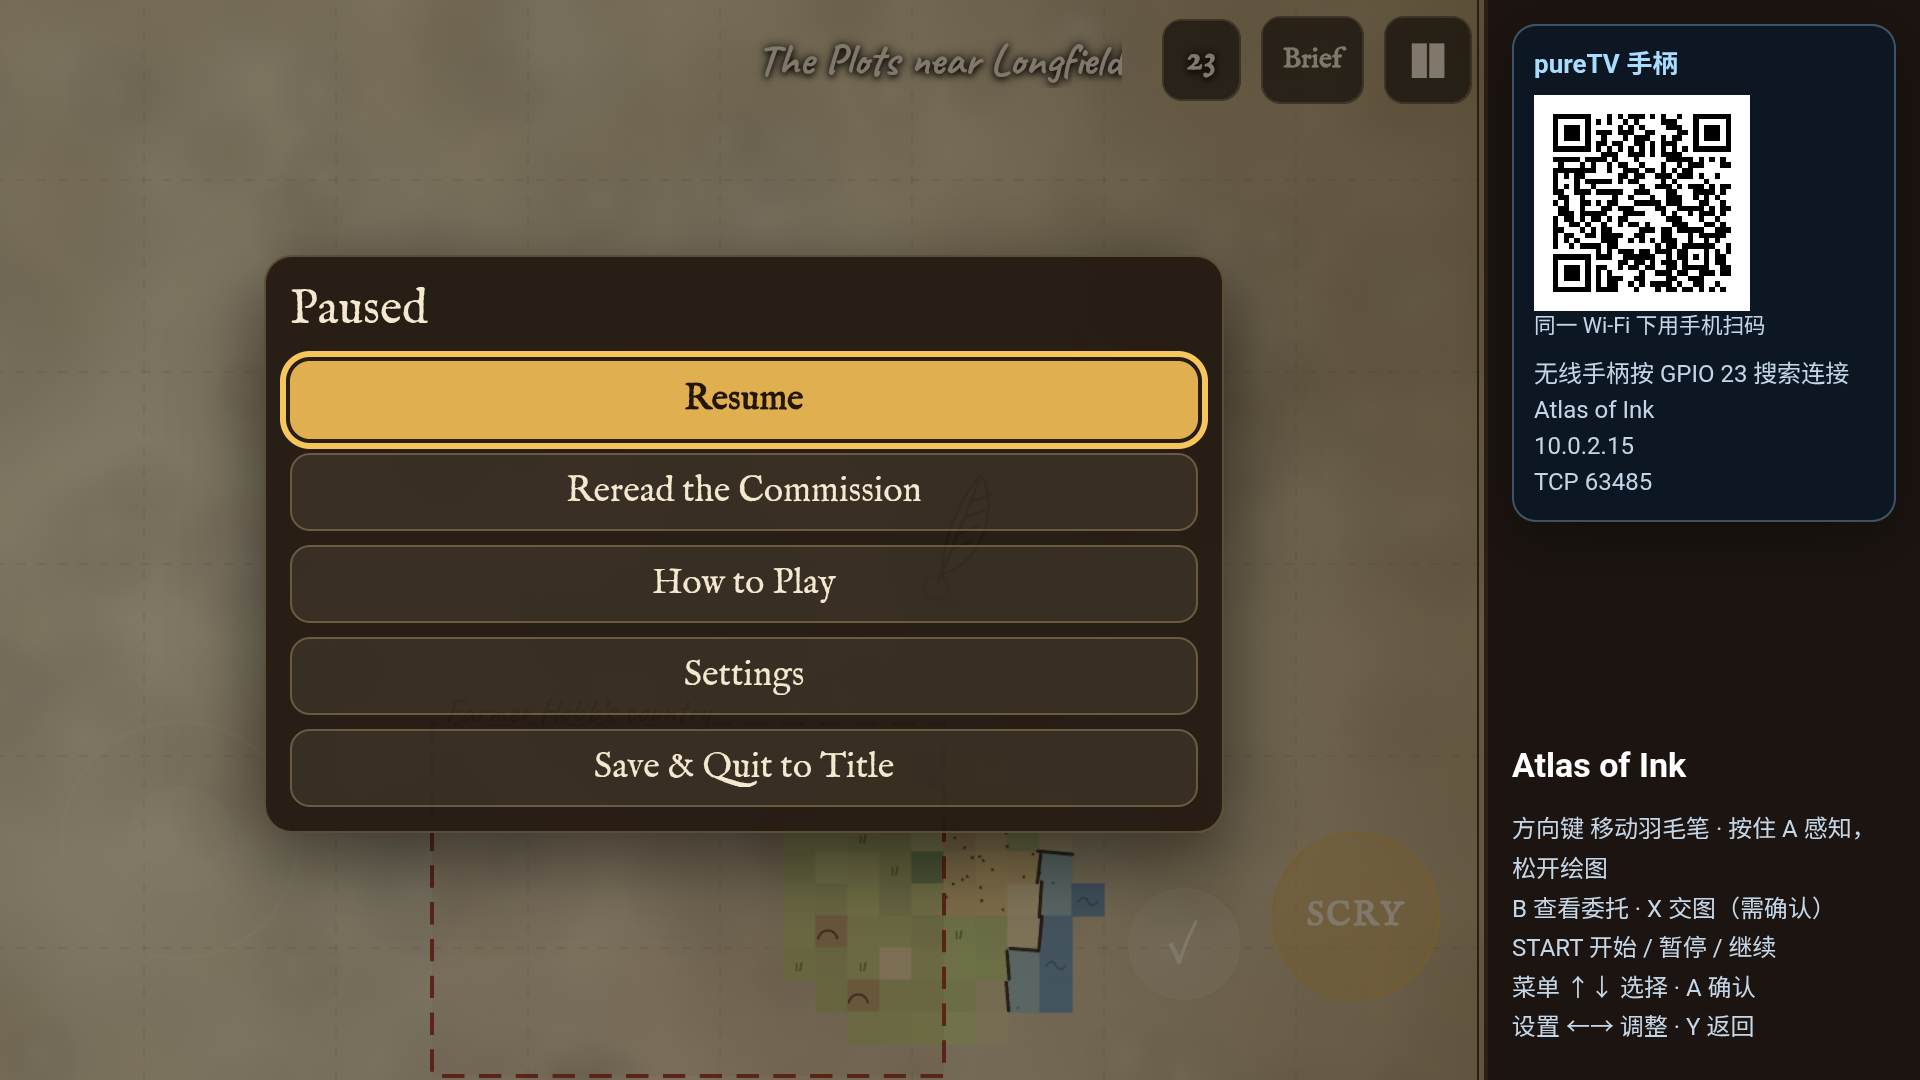 The Plots near Longfield
23
Brief
Paused
Resume
Reread the Commission
How to Play
Settings
Farmer Hobb's country
Save & Quit to Title
√
SCRY
pureTV 手柄
同一 Wi-Fi 下用手机扫码
无线手柄按 GPIO 23 搜索连接
Atlas of Ink
10.0.2.15
TCP 63485
Atlas of Ink
方向键 移动羽毛笔 · 按住 A 感知，
松开绘图
B 查看委托 · X 交图（需确认）
START 开始 / 暂停 / 继续
菜单 ↑↓ 选择 · A 确认
设置 ←→ 调整 · Y 返回